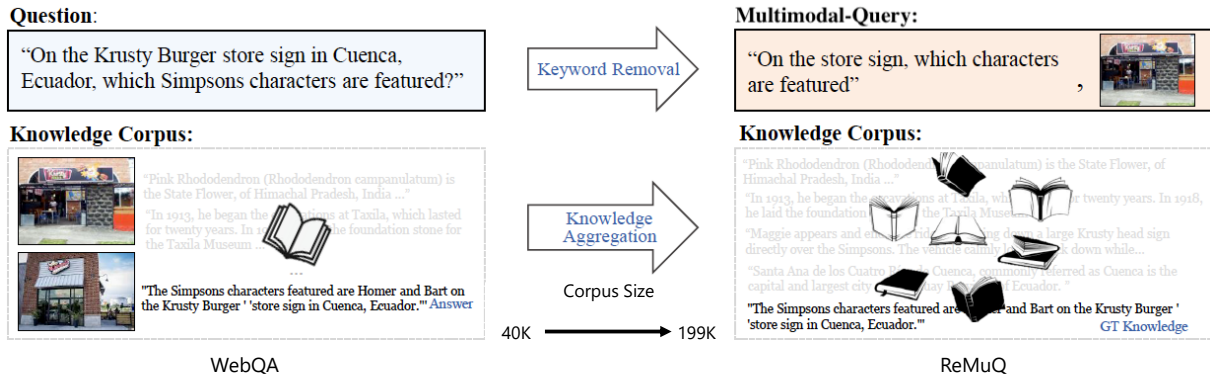 Question:
“On the Krusty Burger store sign in Cuenca,
Ecuador, which Simpsons characters are featured?”
Knowledge Corpus:
“Pink Rhododendron (Rhododendron campanulatum) is
the State Flower, of Himachal Pradesh, India ...”
“In 1913, he began the at Taxila, which lasted
for twenty years. In the foundation stone for
the Taxila Museum ...
...
"The Simpsons characters featured are Homer and Bart on
the Krusty Burger ' 'store sign in Cuenca, Ecuador."' Answer
WebQA
Keyword Removal
Knowledge
Aggregation
Corpus Size
40K 199K
Multimodal-Query:
“On the store sign, which characters
are featured” ,
Knowledge Corpus:
“Pink Rhododendron is the State Flower, of
Himachal Pradesh, India ...”
“In 1913, he began the at Taxila, twenty years. In 1918,
he laid the foundation the Taxila
“Maggie appears and down a large Krusty head sign
directly over the Simpsons. The vehicle down while...
“Santa Ana de los Cuatro Cuenca, commonly referred as Cuenca is the
capital and largest city of Ecuador. ”
"The Simpsons characters featured are and Bart on the Krusty Burger '
'store sign in Cuenca, Ecuador."'
GT Knowledge
ReMuQ